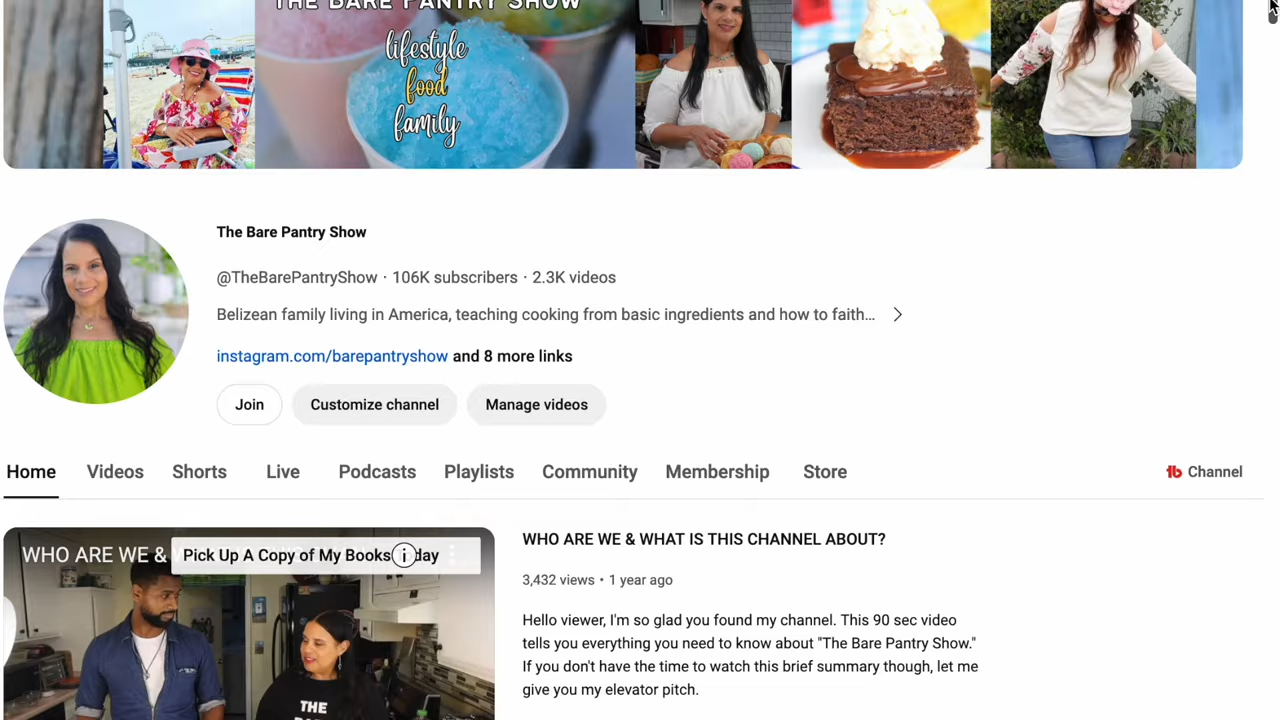 THE BARE PANTRY SHOW
lifestyle
food
family
The Bare Pantry Show
@TheBarePantryShow · 106K subscribers · 2.3K videos
Belizean family living in America, teaching cooking from basic ingredients and how to faith...
instagram.com/barepantryshow and 8 more links
Join Customize channel Manage videos
Home Videos Shorts Live Podcasts Playlists Community Membership Store
tb Channel
WHO ARE WE &
Pick Up A Copy of My Books day
WHO ARE WE & WHAT IS THIS CHANNEL ABOUT?
3,432 views • 1 year ago
Hello viewer, I'm so glad you found my channel. This 90 sec video
tells you everything you need to know about "The Bare Pantry Show."
If you don't have the time to watch this brief summary though, let me
give you my elevator pitch.
THE